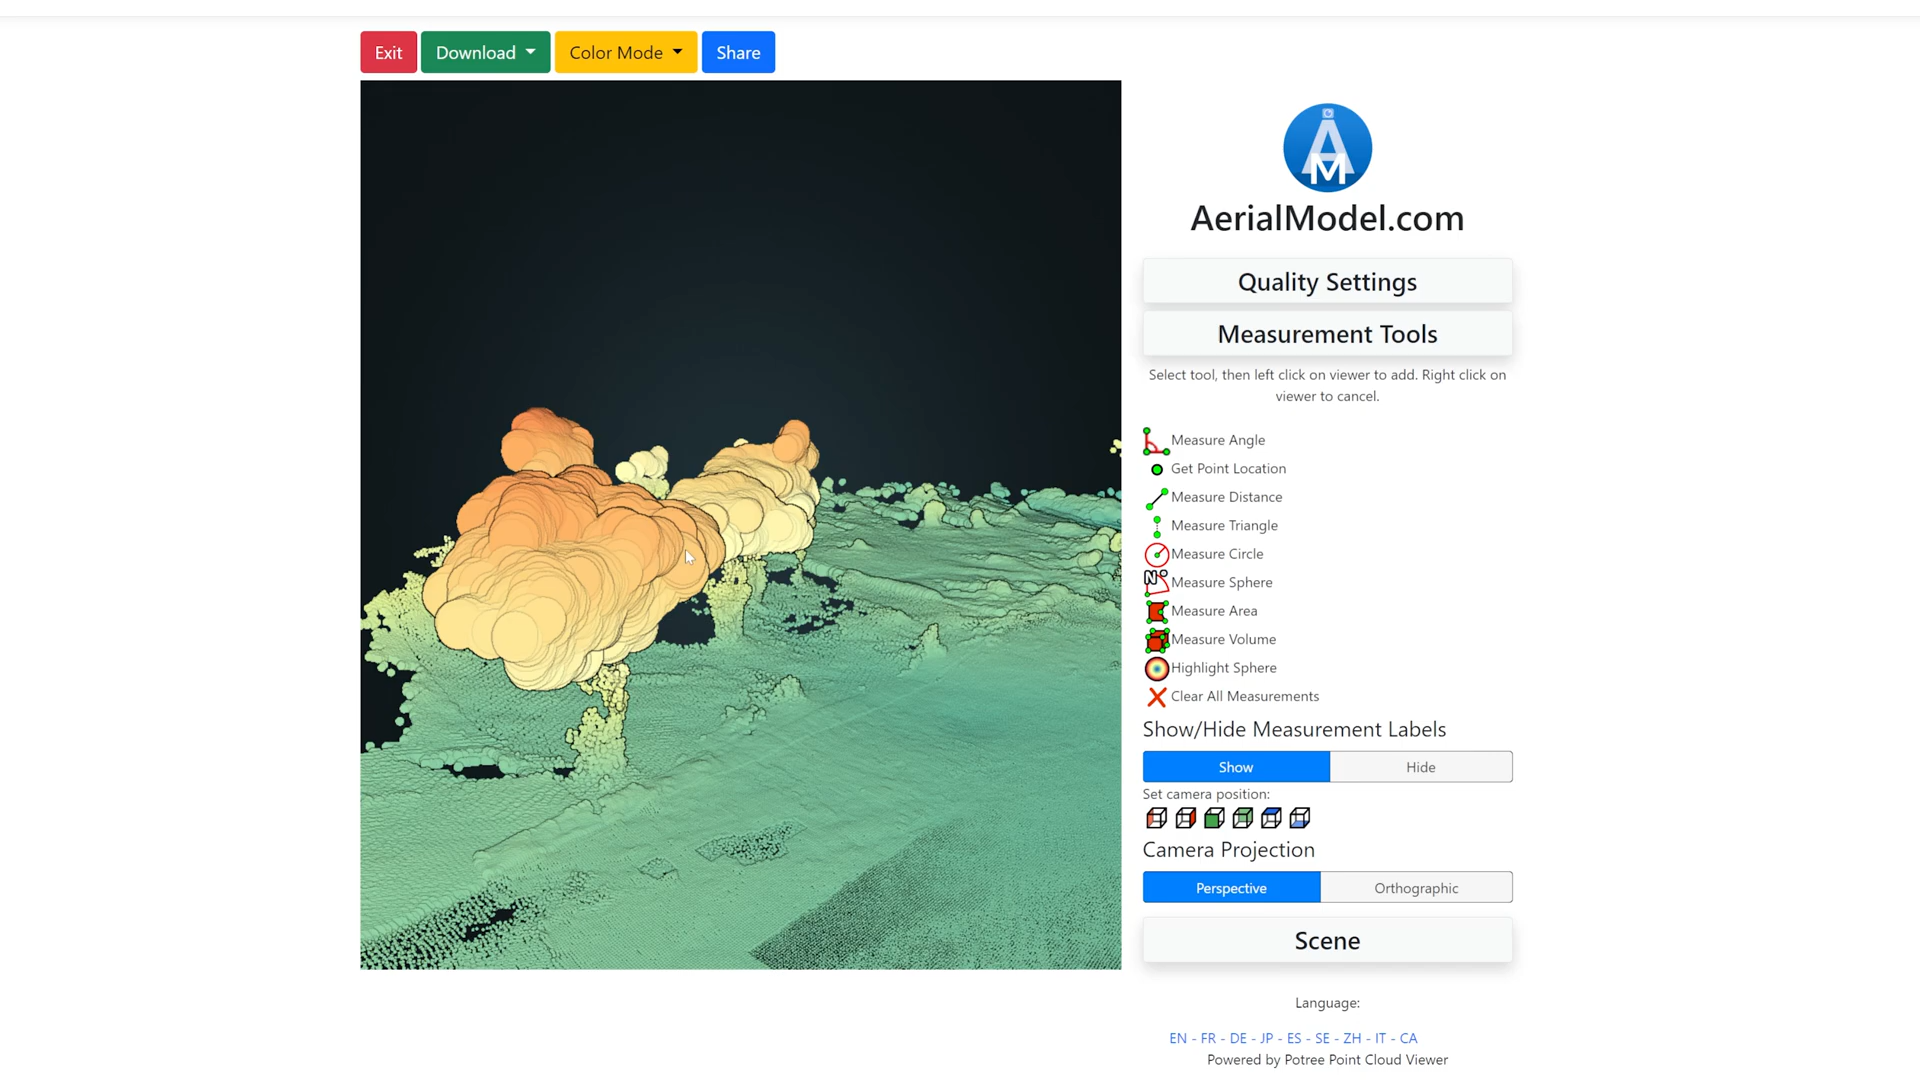 Exit
Download
Color Mode
Share
AM
AerialModel.com
Quality Settings
Measurement Tools
Select tool, then left click on viewer to add. Right click on
viewer to cancel.
Measure Angle
Get Point Location
Measure Distance
Measure Triangle
Measure Circle
N°
Measure Sphere
Measure Area
Measure Volume
Highlight Sphere
Clear All Measurements
Show/Hide Measurement Labels
Show
Hide
Set camera position:
Camera Projection
Perspective
Orthographic
Scene
Language:
EN - FR - DE - JP - ES - SE - ZH - IT - CA
Powered by Potree Point Cloud Viewer